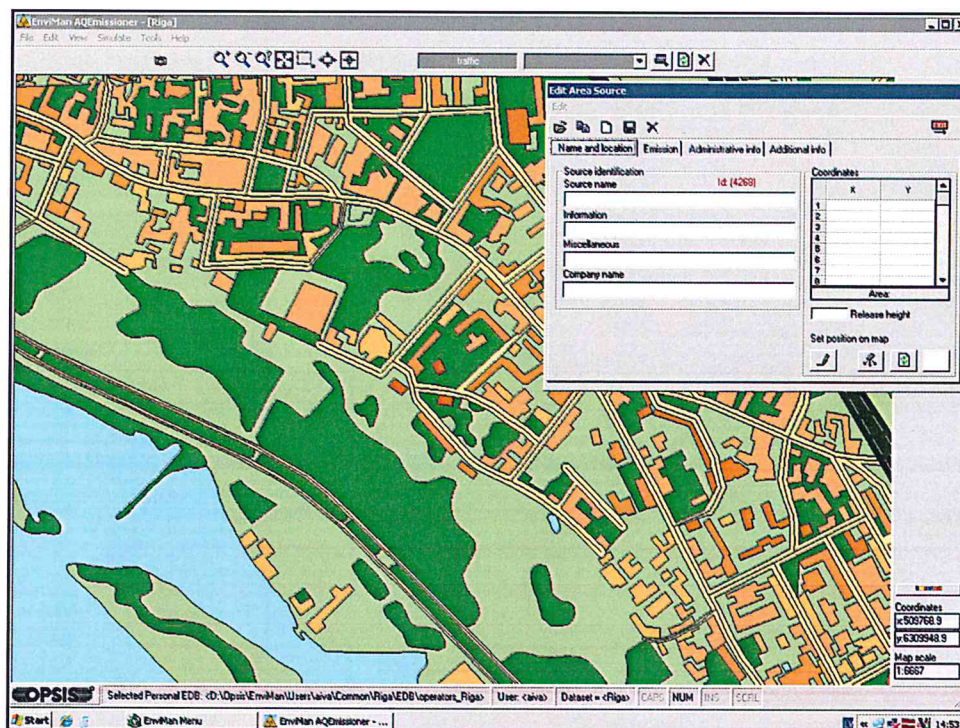 EnviMan AQEmissioner - [Riga]
File Edit View Simulate Tools Help
traffic
Edit Area Source
Edit
EXIT
Name and location Emission Administrative info Additional info
Source identification
Source name Id: (4269)
Information
Miscellaneous
Company name
Coordinates
X Y
1
2
3
4
5
6
7
8
Area:
Release height
Set position on map
Coordinates
x:509768.9
y:6309948.9
Map scale
1:6667
OPSIS Selected Personal EDB: <D:\Opsis\EnviMan\Users\aiva\Common\Riga\EDB\operators_Riga> User: <aiva> Dataset = <Riga> CAPS NUM INS SCRL
Start EnviMan Menu EnviMan AQEmissioner - ... 14:53